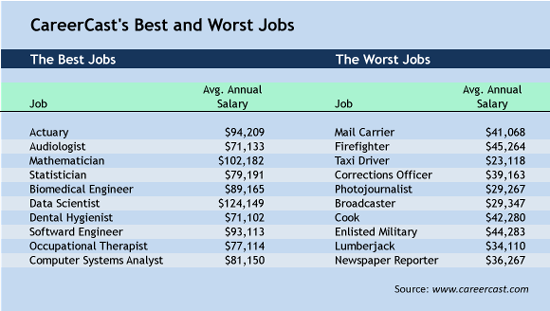 CareerCast's Best and Worst Jobs
The Best Jobs The Worst Jobs
Avg. Annual Avg. Annual
Job Salary Job Salary
Actuary $94,209 Mail Carrier $41,068
Audiologist $71,133 Firefighter $45,264
Mathematician $102,182 Taxi Driver $23,118
Statistician $79,191 Corrections Officer $39,163
Biomedical Engineer $89,165 Photojournalist $29,267
Data Scientist $124,149 Broadcaster $29,347
Dental Hygienist $71,102 Cook $42,280
Softward Engineer $93,113 Enlisted Military $44,283
Occupational Therapist $77,114 Lumberjack $34,110
Computer Systems Analyst $81,150 Newspaper Reporter $36,267
Source: www.careercast.com